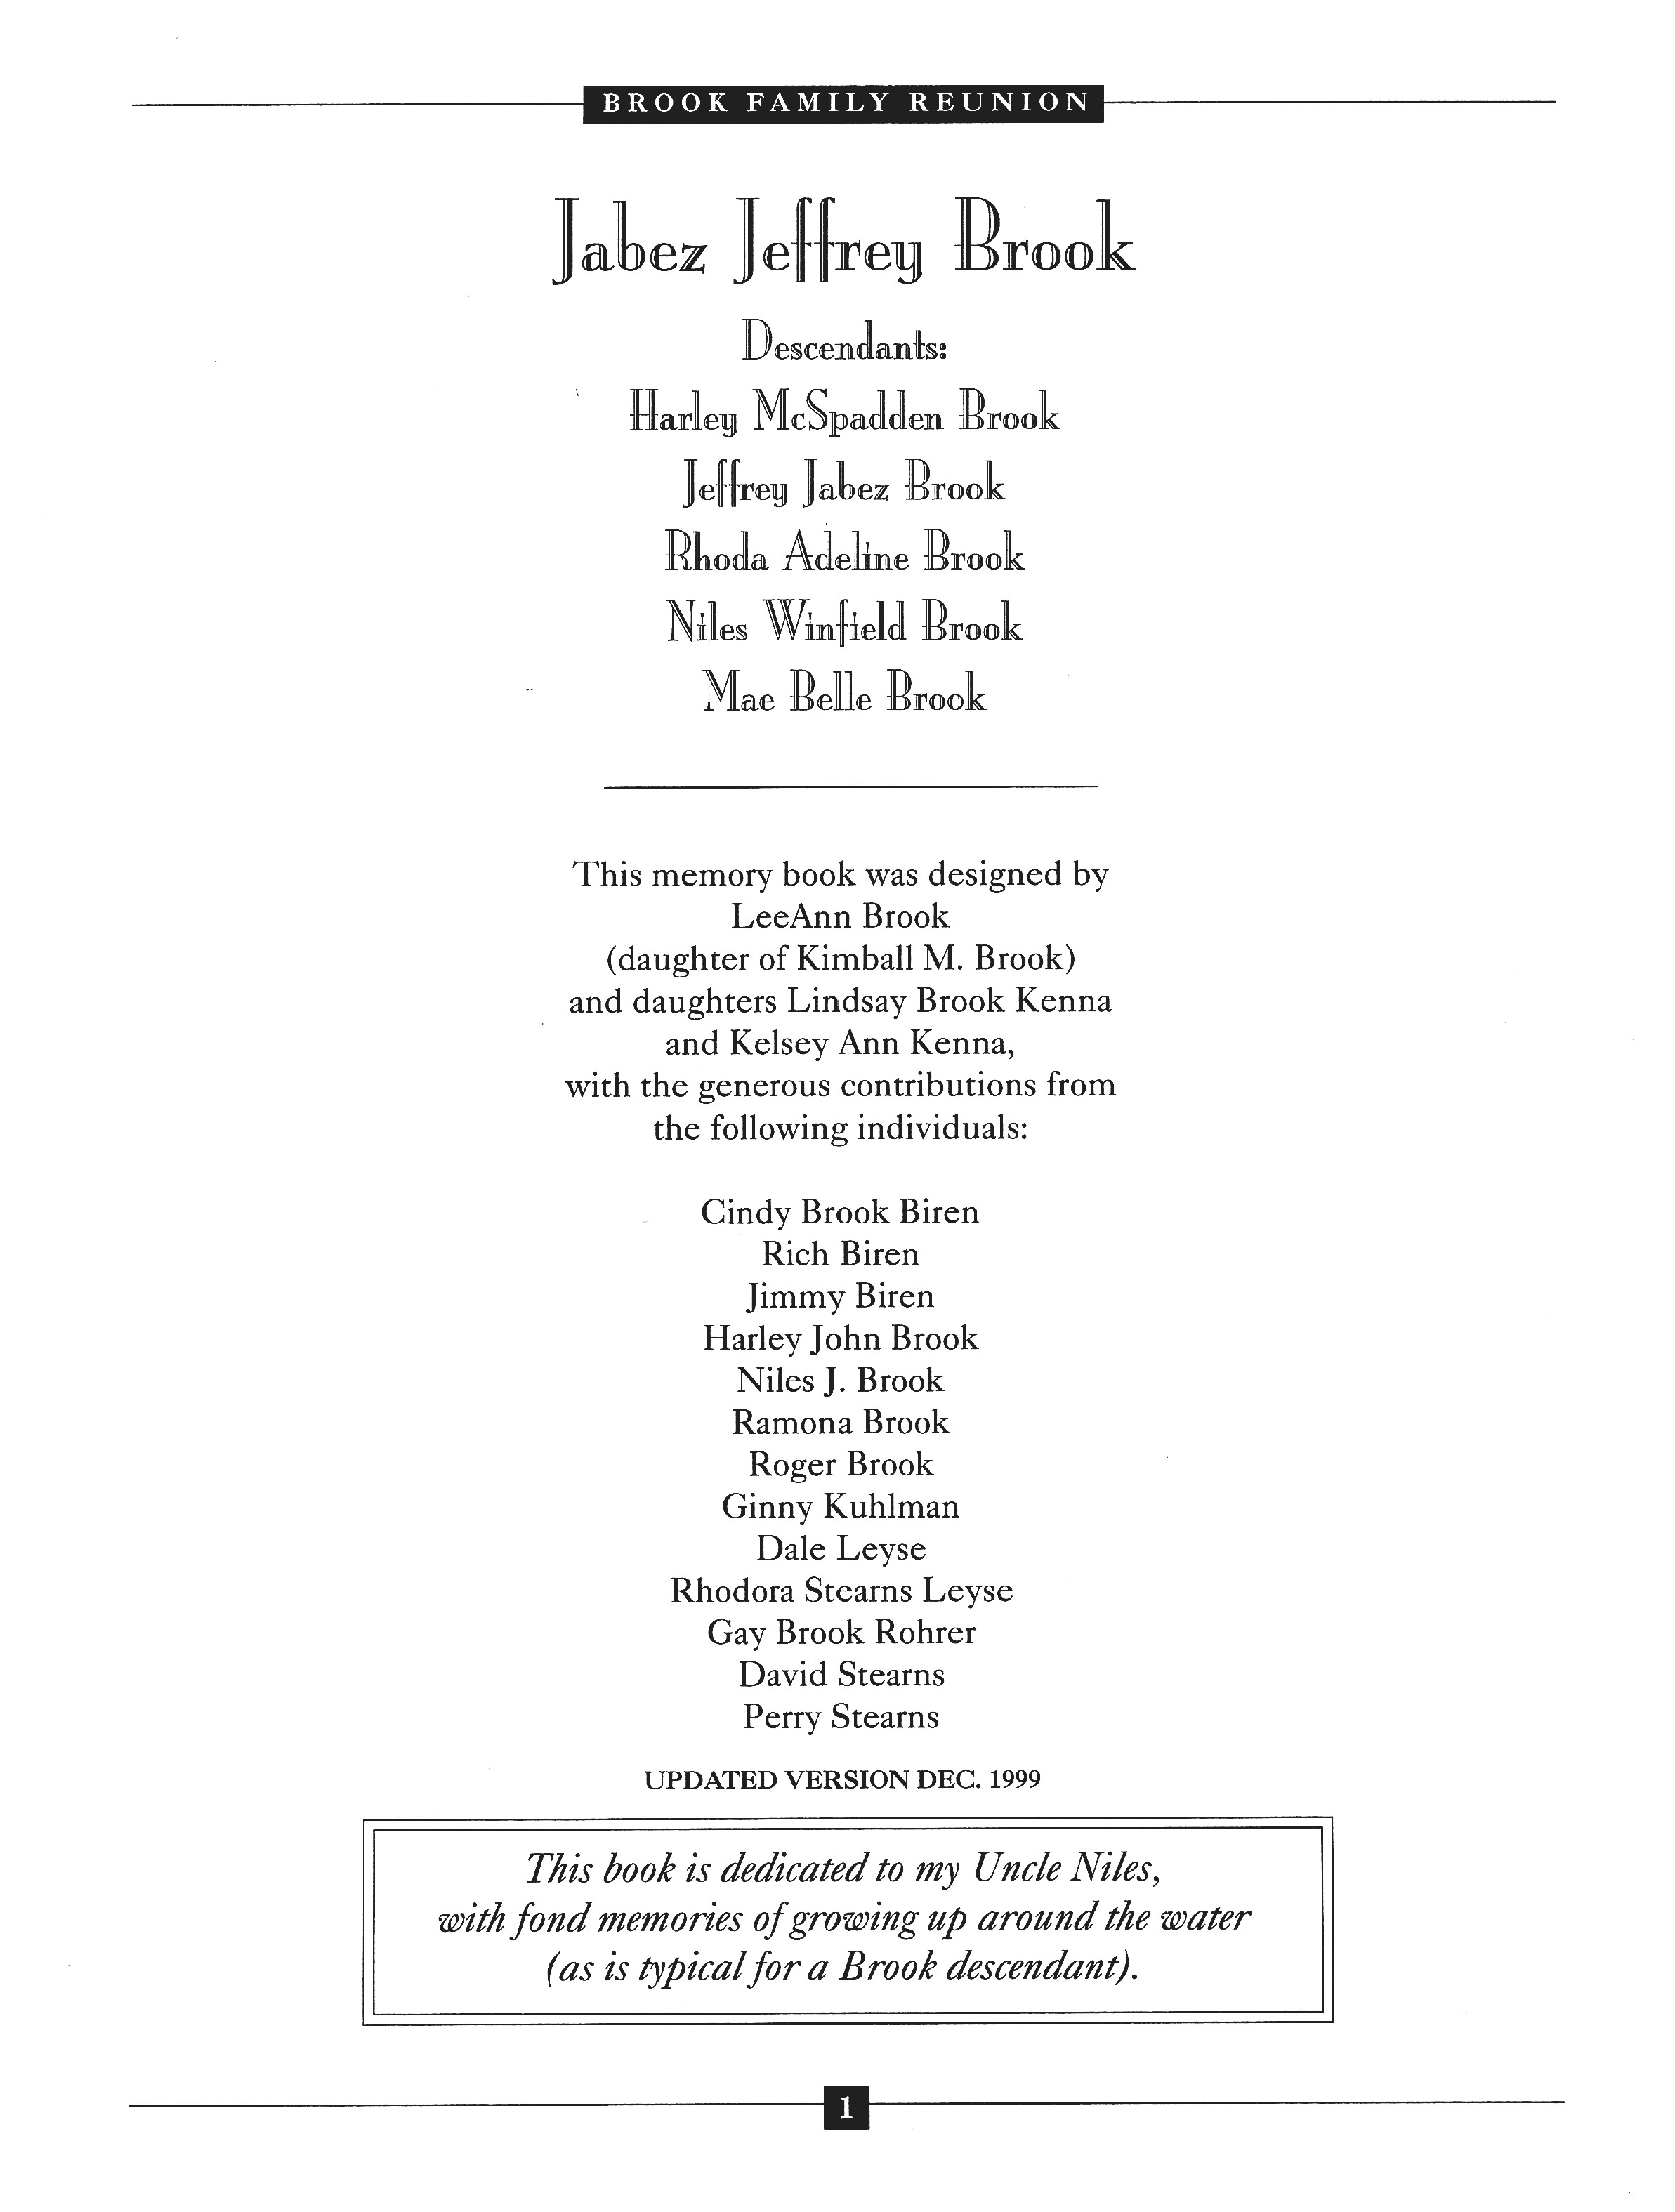 BROOK FAMILY REUNION
Jabez Jeffrey Brook
Descendants:
Harley McSpadden Brook
Jeffrey Jabez Brook
Rhoda Adeline Brook
Niles Winfield Brook
Mae Belle Brook
This memory book was designed by
LeeAnn Brook
(daughter of Kimball M. Brook)
and daughters Lindsay Brook Kenna
and Kelsey Ann Kenna,
with the generous contributions from
the following individuals:
Cindy Brook Biren
Rich Biren
Jimmy Biren
Harley John Brook
Niles J. Brook
Ramona Brook
Roger Brook
Ginny Kuhlman
Dale Leyse
Rhodora Stearns Leyse
Gay Brook Rohrer
David Stearns
Perry Stearns
UPDATED VERSION DEC. 1999
This book is dedicated to my Uncle Niles,
with fond memories of growing up around the water
(as is typical for a Brook descendant).
1